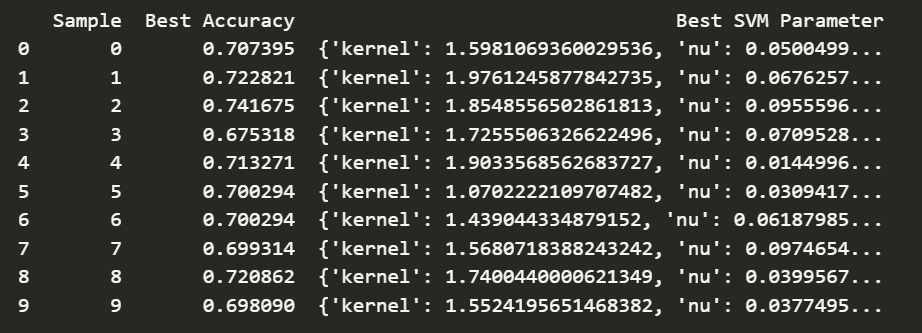 Sample Best Accuracy Best SVM Parameter
0 0 0.707395 {'kernel': 1.5981069360029536, 'nu': 0.0500499...
1 1 0.722821 {'kernel': 1.9761245877842735, 'nu': 0.0676257...
2 2 0.741675 {'kernel': 1.8548556502861813, 'nu': 0.0955596...
3 3 0.675318 {'kernel': 1.7255506632662496, 'nu': 0.0709528...
4 4 0.713271 {'kernel': 1.9033568562683727, 'nu': 0.0144996...
5 5 0.700294 {'kernel': 1.0702222109707482, 'nu': 0.0309417...
6 6 0.700294 {'kernel': 1.439044334879152, 'nu': 0.06187985...
7 7 0.699314 {'kernel': 1.5680718388243242, 'nu': 0.0974654...
8 8 0.720862 {'kernel': 1.7400440000621349, 'nu': 0.0399567...
9 9 0.698090 {'kernel': 1.5524195651468382, 'nu': 0.0377495...